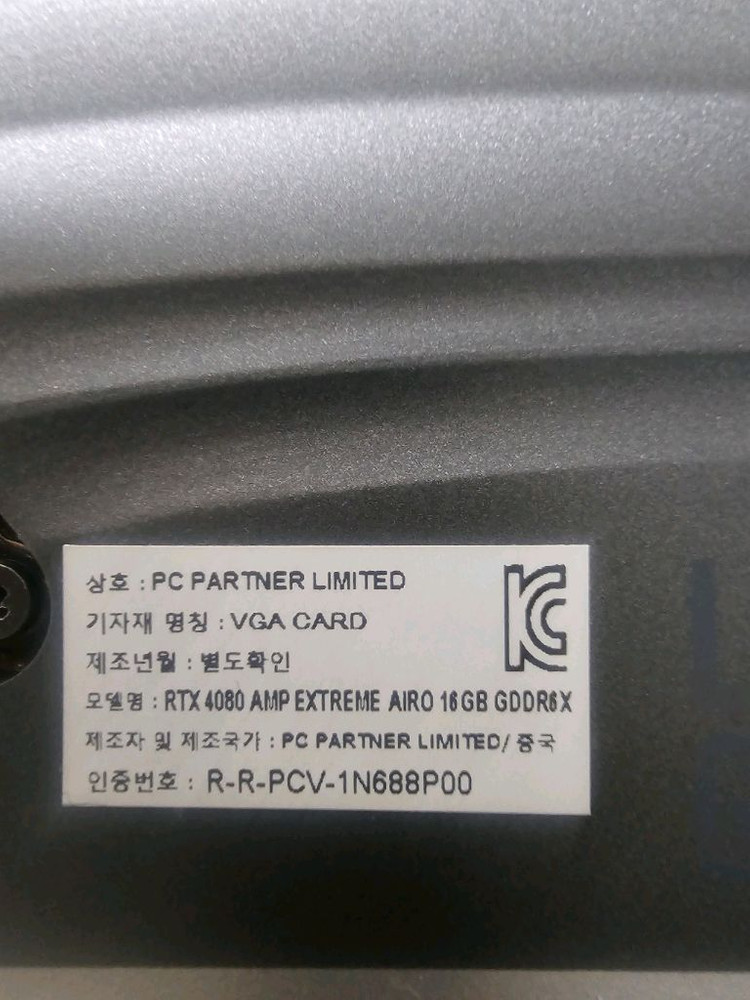 상호 : PC PARTNER LIMITED
기자재 명칭 : VGA CARD
제조년월 : 별도확인
모델명 : RTX 4080 AMP EXTREME AIRO 16GB GDDR6X
제조자 및 제조국가 : PC PARTNER LIMITED/ 중국
인증번호 : R-R-PCV-1N688P00